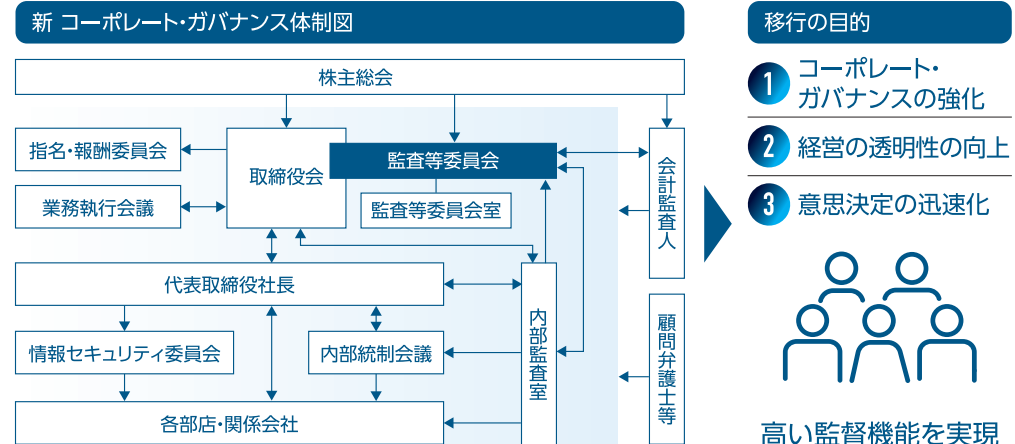 新 コーポレート・ガバナンス体制図
株主総会
指名・報酬委員会
取締役会
監査等委員会
監査等委員会室
業務執行会議
会計監査人
代表取締役社長
情報セキュリティ委員会
内部統制会議
内部監査室
顧問弁護士等
各部店・関係会社
移行の目的
1 コーポレート・
ガバナンスの強化
2 経営の透明性の向上
3 意思決定の迅速化
高い監督機能を実現